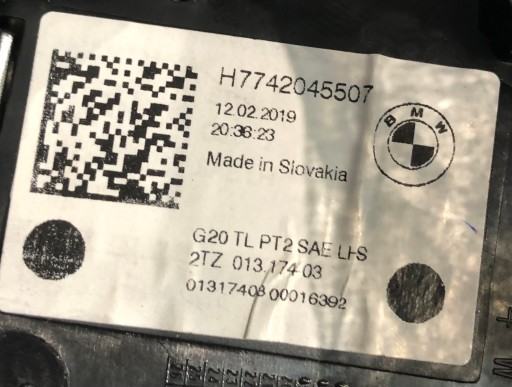 H7742045507
12.02.2019
20:36:23
BMW
Made in Slovakia
G20 TL PT2 SAE LHS
2TZ 013.174-03
01317403 00016392